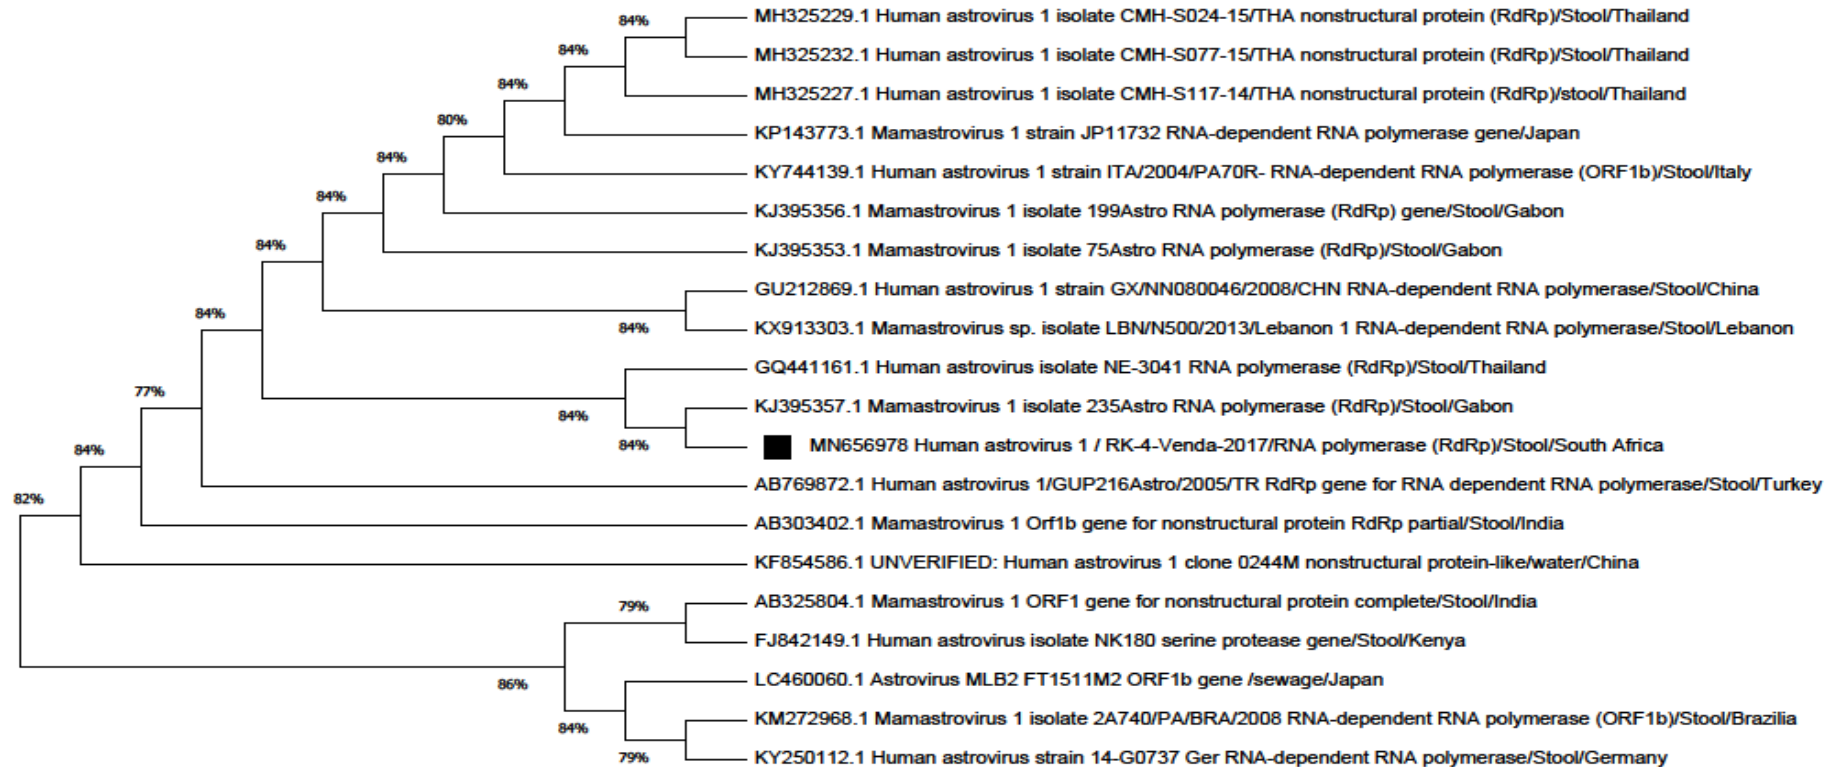 84%
MH325229.1 Human astrovirus 1 isolate CMH-S024-15/THA nonstructural protein (RdRp)/Stool/Thailand
84%
MH325232.1 Human astrovirus 1 isolate CMH-S077-15/THA nonstructural protein (RdRp)/Stool/Thailand
84%
MH325227.1 Human astrovirus 1 isolate CMH-S117-14/THA nonstructural protein (RdRp)/stool/Thailand
80%
KP143773.1 Mamastrovirus 1 strain JP11732 RNA-dependent RNA polymerase gene/Japan
84%
KY744139.1 Human astrovirus 1 strain ITA/2004/PA70R- RNA-dependent RNA polymerase (ORF1b)/Stool/Italy
84%
KJ395356.1 Mamastrovirus 1 isolate 199Astro RNA polymerase (RdRp) gene/Stool/Gabon
84%
KJ395353.1 Mamastrovirus 1 isolate 75Astro RNA polymerase (RdRp)/Stool/Gabon
GU212869.1 Human astrovirus 1 strain GX/NN080046/2008/CHN RNA-dependent RNA polymerase/Stool/China
84%
84%
KX913303.1 Mamastrovirus sp. isolate LBN/N500/2013/Lebanon 1 RNA-dependent RNA polymerase/Stool/Lebanon
GQ441161.1 Human astrovirus isolate NE-3041 RNA polymerase (RdRp)/Stool/Thailand
77%
84%
KJ395357.1 Mamastrovirus 1 isolate 235Astro RNA polymerase (RdRp)/Stool/Gabon
84%
84%
MN656978 Human astrovirus 1 / RK-4-Venda-2017/RNA polymerase (RdRp)/Stool/South Africa
AB769872.1 Human astrovirus 1/GUP216Astro/2005/TR RdRp gene for RNA dependent RNA polymerase/Stool/Turkey
82%
AB303402.1 Mamastrovirus 1 Orf1b gene for nonstructural protein RdRp partial/Stool/India
KF854586.1 UNVERIFIED: Human astrovirus 1 clone 0244M nonstructural protein-like/water/China
79%
AB325804.1 Mamastrovirus 1 ORF1 gene for nonstructural protein complete/Stool/India
FJ842149.1 Human astrovirus isolate NK180 serine protease gene/Stool/Kenya
86%
LC460060.1 Astrovirus MLB2 FT1511M2 ORF1b gene /sewage/Japan
84%
KM272968.1 Mamastrovirus 1 isolate 2A740/PA/BRA/2008 RNA-dependent RNA polymerase (ORF1b)/Stool/Brazilia
79%
KY250112.1 Human astrovirus strain 14-G0737 Ger RNA-dependent RNA polymerase/Stool/Germany